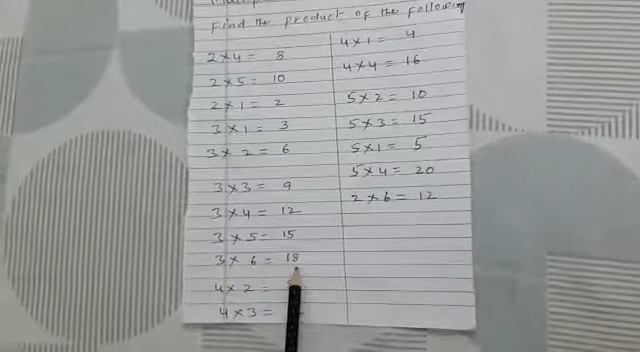 Find the product of the following
2 × 4 = 8
2 × 5 = 10
2 × 1 = 2
3 × 1 = 3
3 × 2 = 6
3 × 3 = 9
3 × 4 = 12
3 × 5 = 15
3 × 6 = 18
4 × 2 =
4 × 3 =
4 × 1 = 4
4 × 4 = 16
5 × 2 = 10
5 × 3 = 15
5 × 1 = 5
5 × 4 = 20
2 × 6 = 12